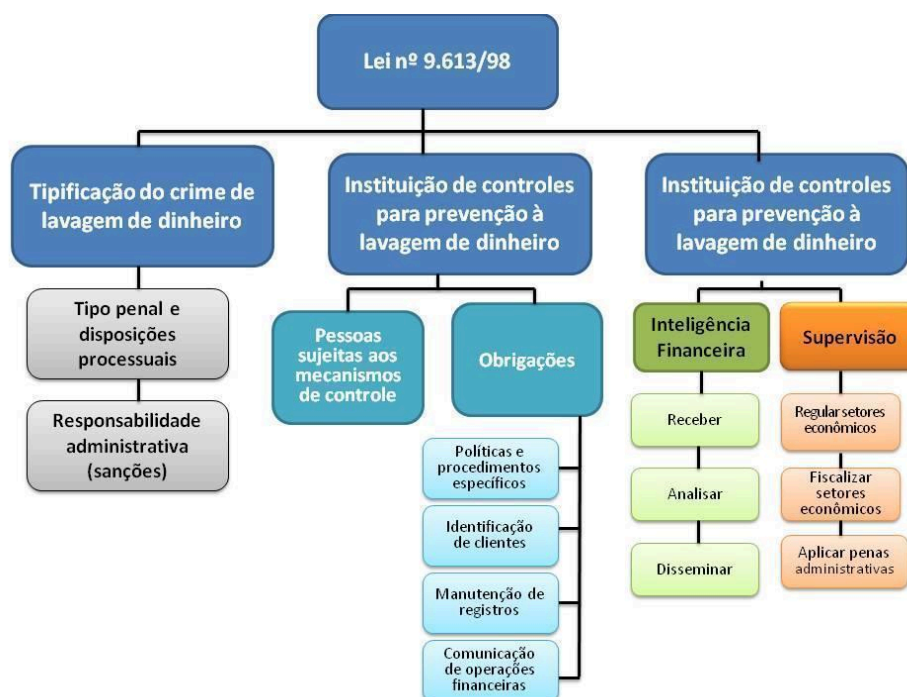 Lei nº 9.613/98
Tipificação do crime de
lavagem de dinheiro
Tipo penal e
disposições
processuais
Responsabilidade
administrativa
(sanções)
Instituição de controles
para prevenção à
lavagem de dinheiro
Pessoas
sujeitas aos
mecanismos
de controle
Obrigações
Políticas e
procedimentos
específicos
Identificação
de clientes
Manutenção de
registros
Comunicação
de operações
financeiras
Instituição de controles
para prevenção à
lavagem de dinheiro
Inteligência
Financeira
Receber
Analisar
Disseminar
Supervisão
Regular setores
econômicos
Fiscalizar
setores
econômicos
Aplicar penas
administrativas